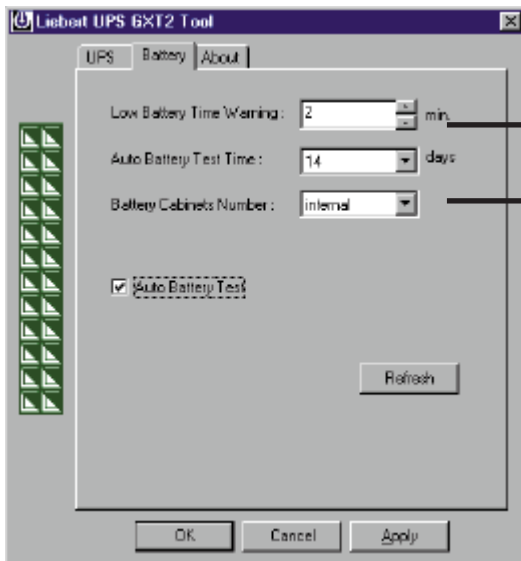 Liebert UPS GXT2 Tool
UPS Battery About
Low Battery Time Warning : 2 min.
Auto Battery Test Time : 14 days
Battery Cabinets Number : internal
Auto Battery Test
Refresh
OK Cancel Apply